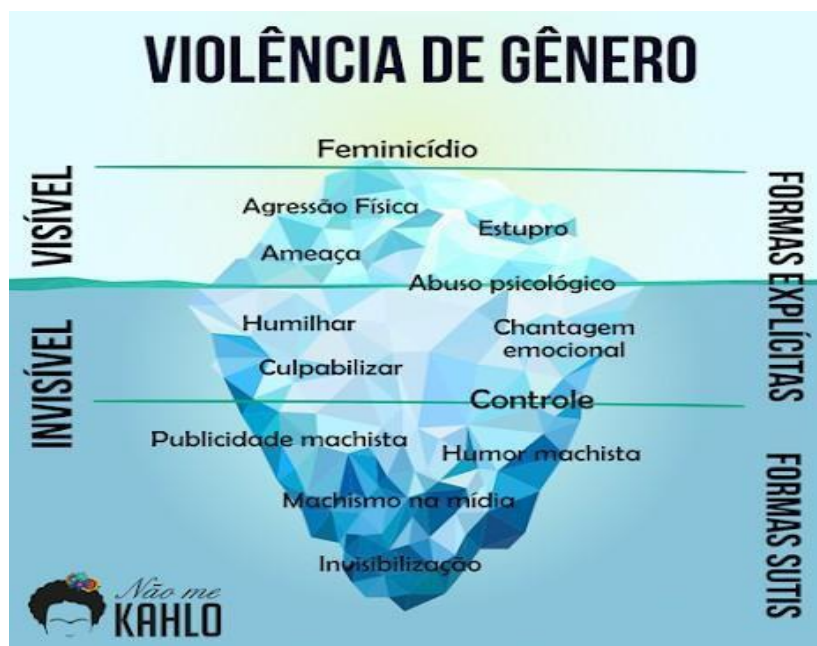 VIOLÊNCIA DE GÊNERO
Feminicídio
VISÍVEL
Agressão Física
Estupro
Ameaça
Abuso psicológico
FORMAS EXPLÍCITAS
INVISÍVEL
Humilhar
Chantagem
emocional
Culpabilizar
Controle
Publicidade machista
Humor machista
Machismo na mídia
Invisibilização
FORMAS SUTIS
Não me
KAHLO